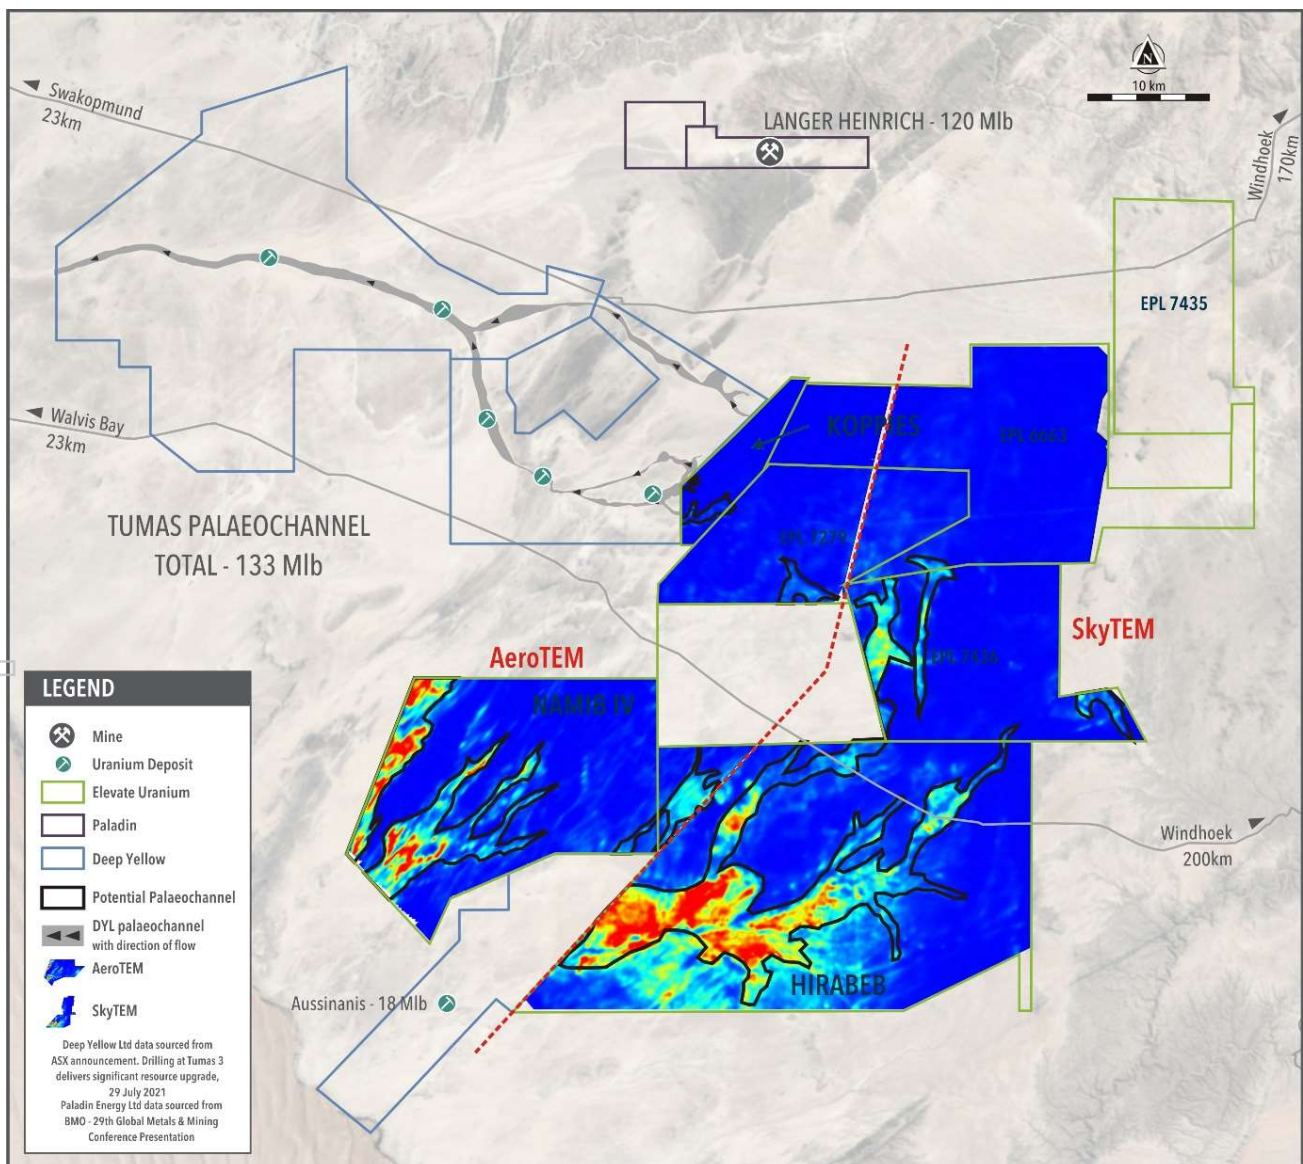 Swakopmund
23km
10 km
N
LANGER HEINRICH - 120 Mlb
Windhoek
170km
EPL 7435
Walvis Bay
23km
KOPPIES
EPL 6663
TUMAS PALAEOCHANNEL
TOTAL - 133 Mlb
EPL 7279
AeroTEM
SkyTEM
EPL 7436
NAMIB IV
Windhoek
200km
HIRABEB
Aussinanis - 18 Mlb
LEGEND
Mine
Uranium Deposit
Elevate Uranium
Paladin
Deep Yellow
Potential Palaeochannel
DYL palaeochannel
with direction of flow
AeroTEM
SkyTEM
Deep Yellow Ltd data sourced from
ASX announcement. Drilling at Tumas 3
delivers significant resource upgrade,
29 July 2021
Paladin Energy Ltd data sourced from
BMO - 29th Global Metals & Mining
Conference Presentation